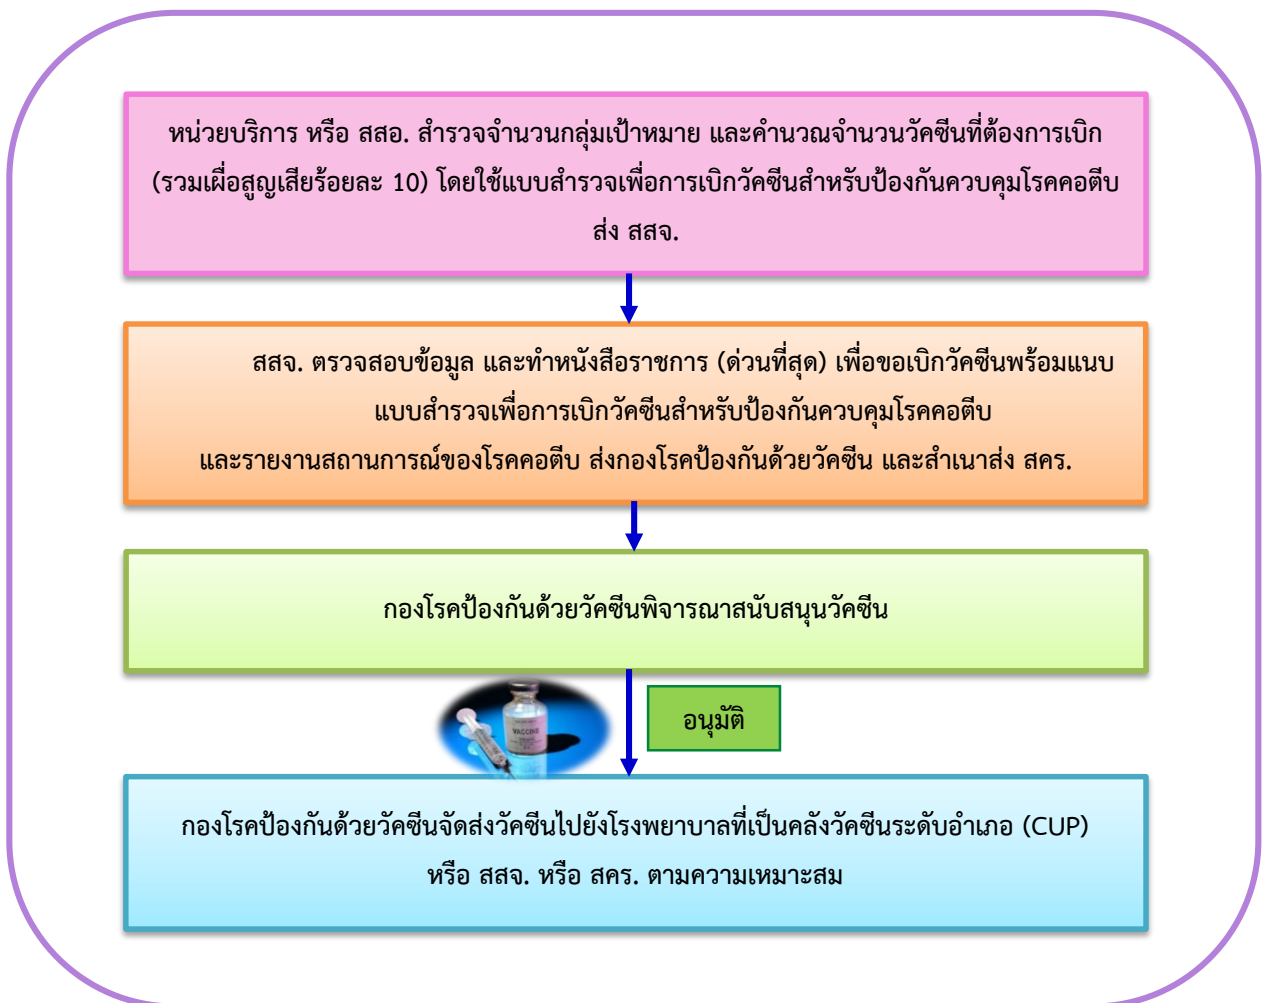 หน่วยบริการ หรือ สสอ. สำรวจจำนวนกลุ่มเป้าหมาย และคำนวณจำนวนวัคซีนที่ต้องการเบิก
(รวมเผื่อสูญเสียร้อยละ 10) โดยใช้แบบสำรวจเพื่อการเบิกวัคซีนสำหรับป้องกันควบคุมโรคคอตีบ
ส่ง สสจ.
สสจ. ตรวจสอบข้อมูล และทำหนังสือราชการ (ด่วนที่สุด) เพื่อขอเบิกวัคซีนพร้อมแนบ
แบบสำรวจเพื่อการเบิกวัคซีนสำหรับป้องกันควบคุมโรคคอตีบ
และรายงานสถานการณ์ของโรคคอตีบ ส่งกองโรคป้องกันด้วยวัคซีน และสำเนาส่ง สคร.
กองโรคป้องกันด้วยวัคซีนพิจารณาสนับสนุนวัคซีน
VACCINE
อนุมัติ
กองโรคป้องกันด้วยวัคซีนจัดส่งวัคซีนไปยังโรงพยาบาลที่เป็นคลังวัคซีนระดับอำเภอ (CUP)
หรือ สสจ. หรือ สคร. ตามความเหมาะสม